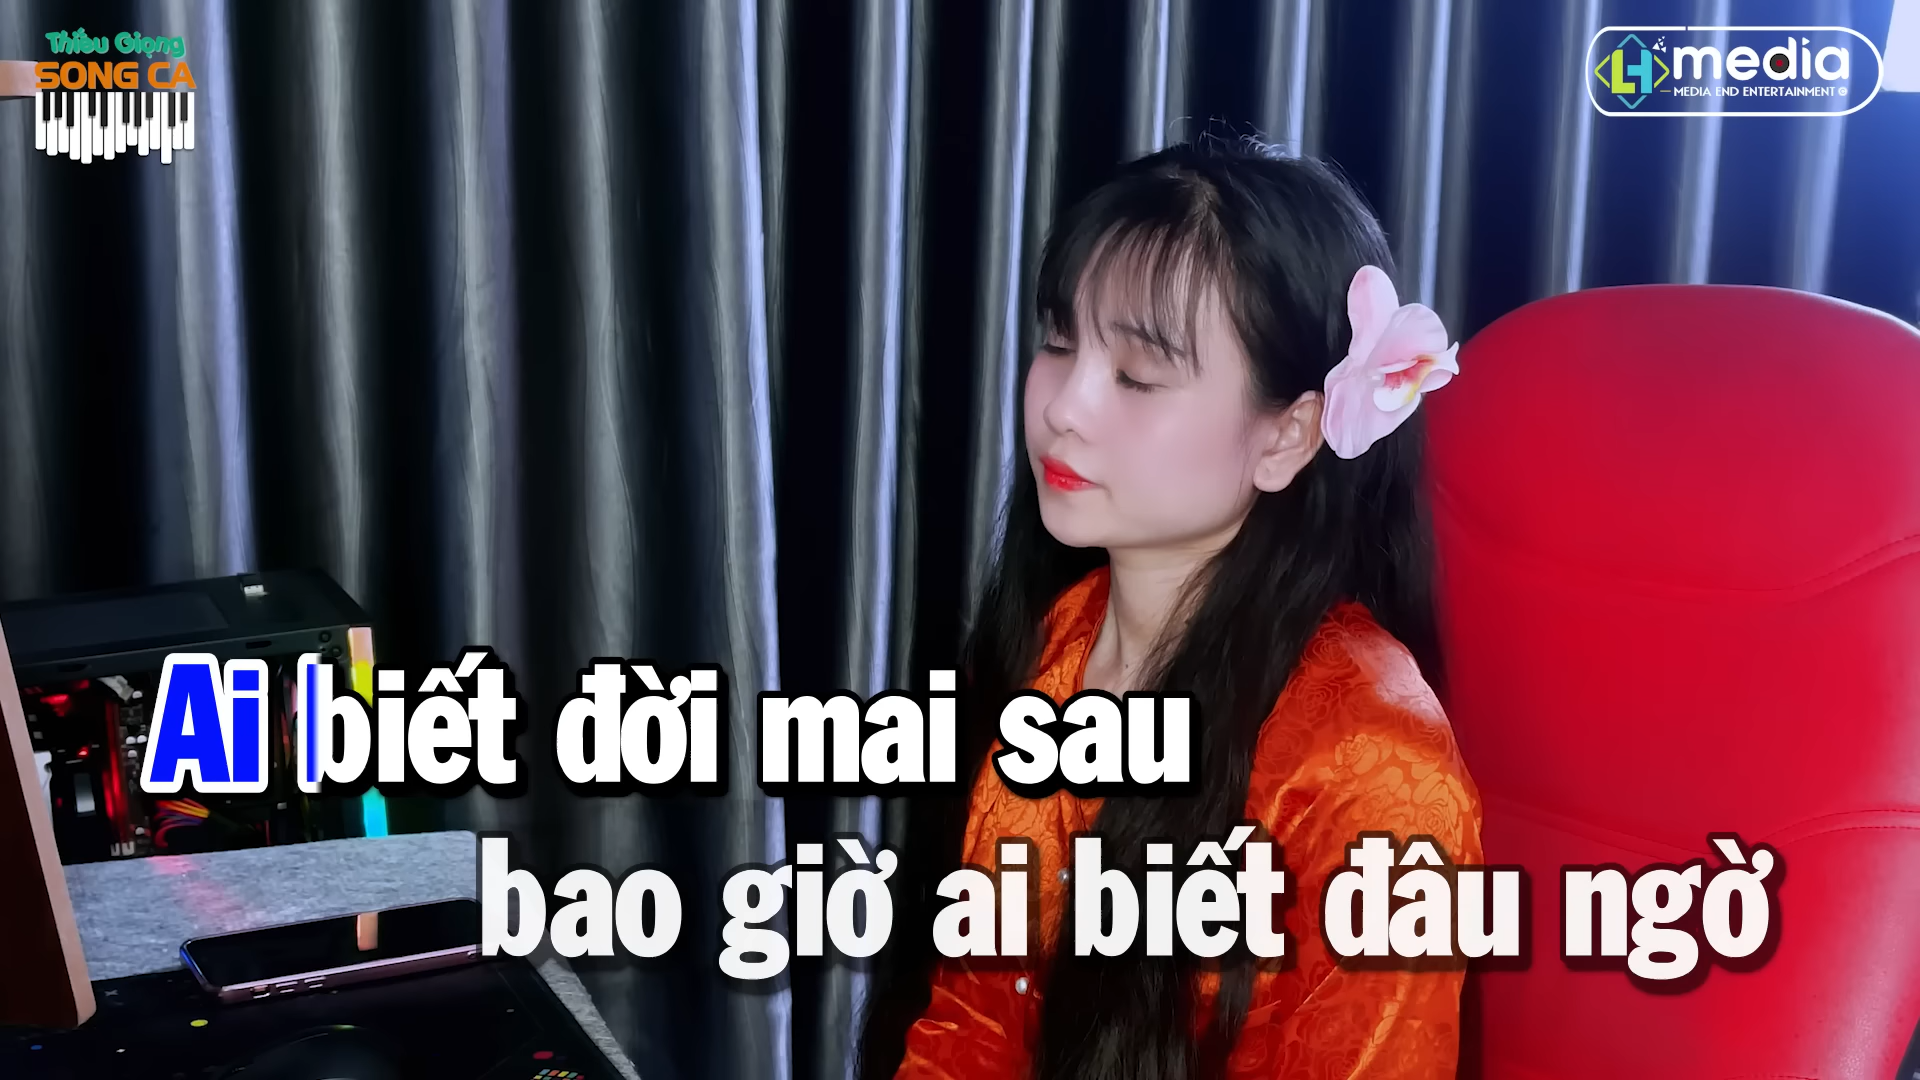 Thiếu Giọng
SONG CA
LH media
MEDIA END ENTERTAINMENT ©
Ai biết đời mai sau
bao giờ ai biết đâu ngờ